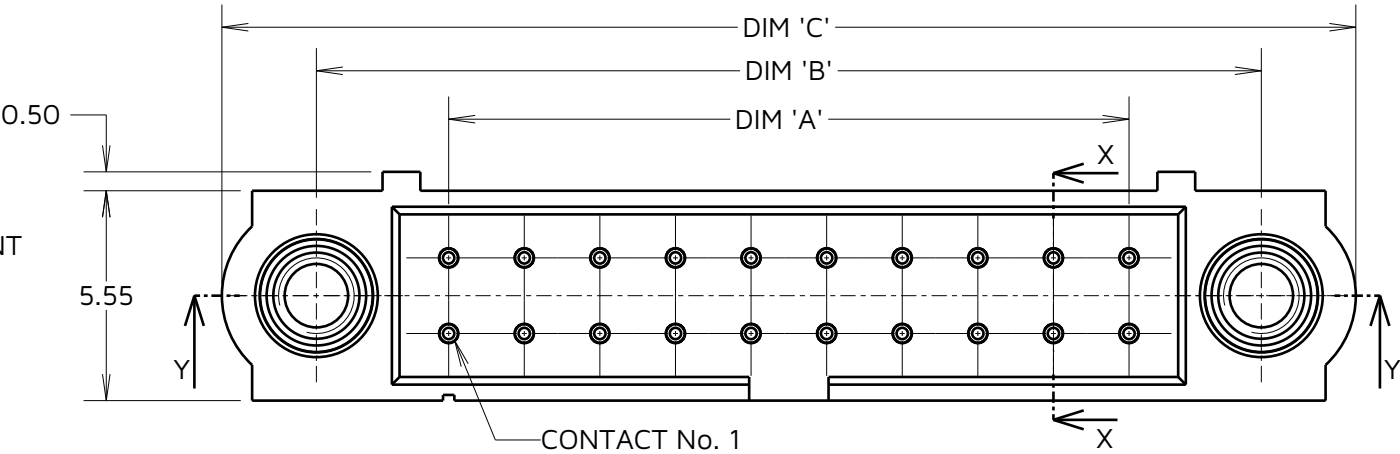 DIM 'C'
DIM 'B'
0.50
DIM 'A'
X
NT
5.55
Y
Y
CONTACT No. 1
X